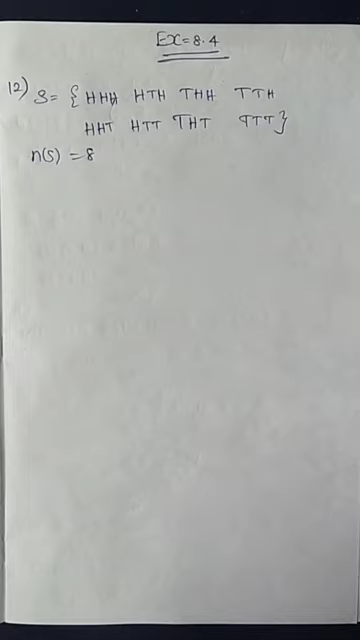 EX = 8.4
12) S = { HHH HTH THH TTH
HHT HTT THT TTT }
n(S) = 8